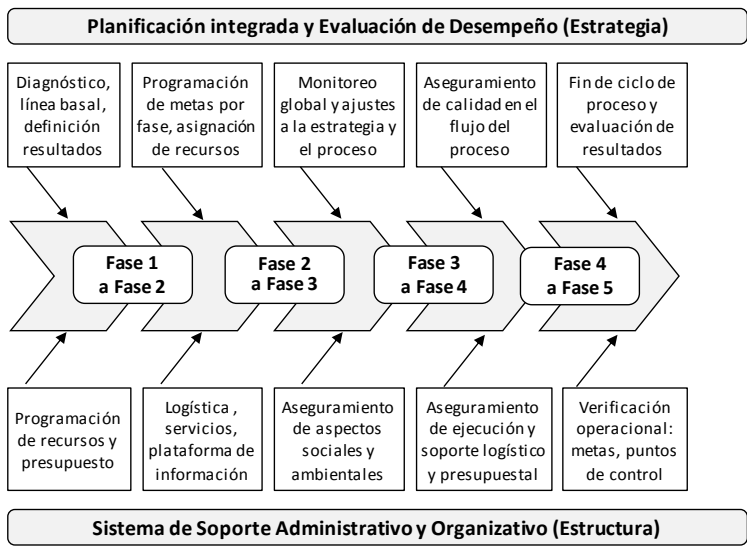 Planificación integrada y Evaluación de Desempeño (Estrategia)
Diagnóstico,
línea basal,
definición
resultados
Programación
de metas por
fase, asignación
de recursos
Monitoreo
global y ajustes
a la estrategia y
el proceso
Aseguramiento
de calidad en el
flujo del
proceso
Fin de ciclo de
proceso y
evaluación de
resultados
Fase 1
a Fase 2
Fase 2
a Fase 3
Fase 3
a Fase 4
Fase 4
a Fase 5
Programación
de recursos y
presupuesto
Logística ,
servicios,
plataforma de
información
Aseguramiento
de aspectos
sociales y
ambientales
Aseguramiento
de ejecución y
soporte logístico
y presupuestal
Verificación
operacional:
metas, puntos
de control
Sistema de Soporte Administrativo y Organizativo (Estructura)